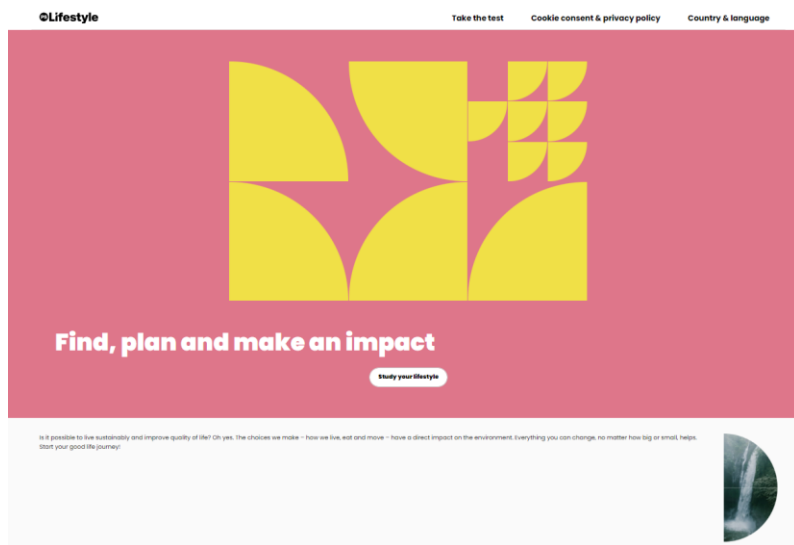 Lifestyle
Take the test
Cookie consent & privacy policy
Country & language
Find, plan and make an impact
Study your lifestyle
Is it possible to live sustainably and improve quality of life? Oh yes. The choices we make – how we live, eat and move – have a direct impact on the environment. Everything you can change, no matter how big or small, helps.
Start your good life journey!